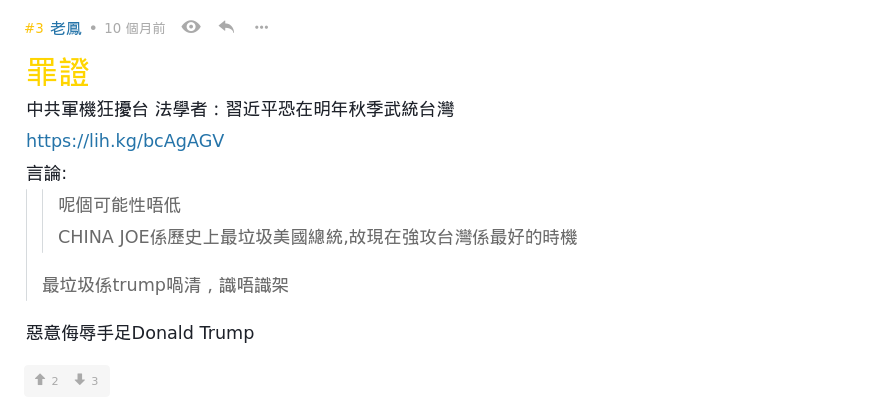 #3 老鳳 • 10 個月前
罪證
中共軍機狂擾台 法學者：習近平恐在明年秋季武統台灣
https://lih.kg/bcAgAGV
言論:
呢個可能性唔低
CHINA JOE係歷史上最垃圾美國總統,故現在強攻台灣係最好的時機
最垃圾係trump喎清，識唔識架
惡意侮辱手足Donald Trump
2 3